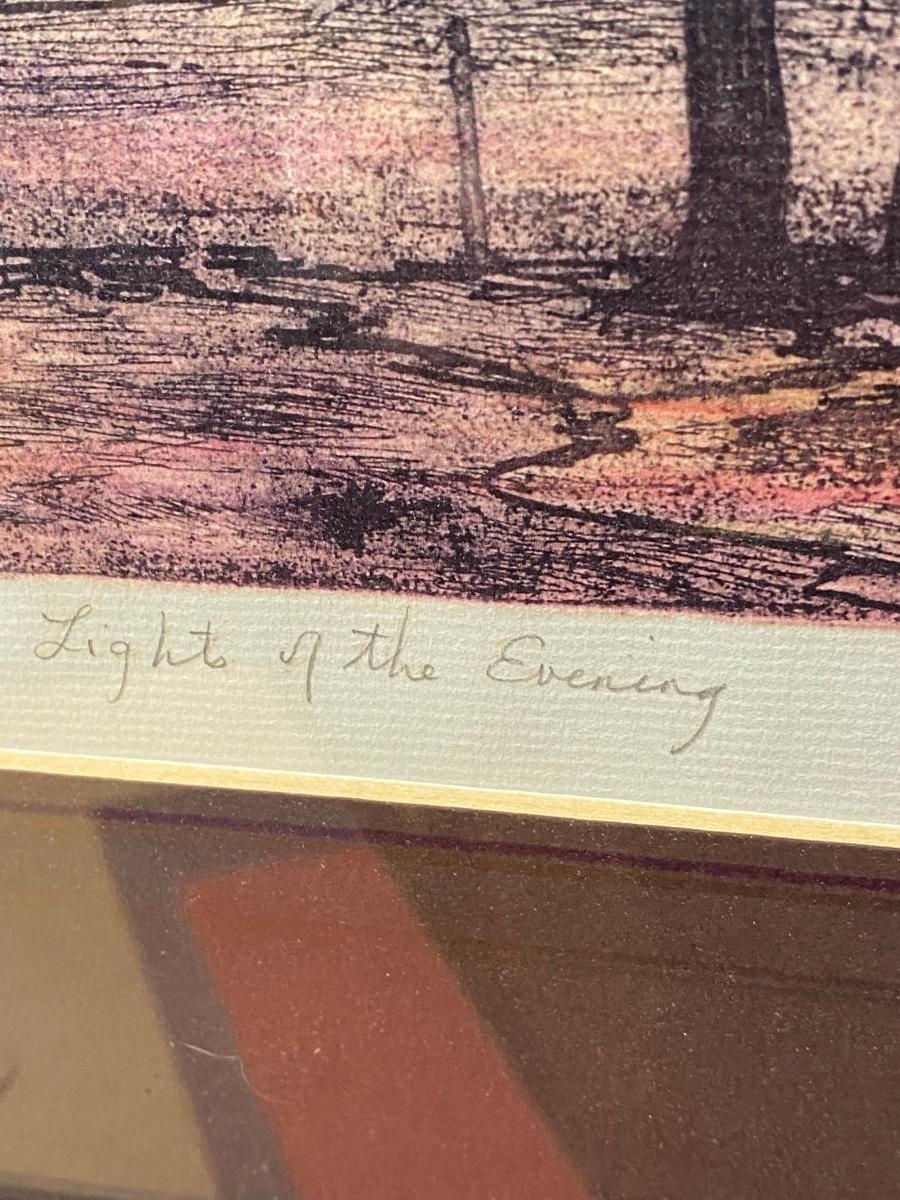 Lights of the Evening